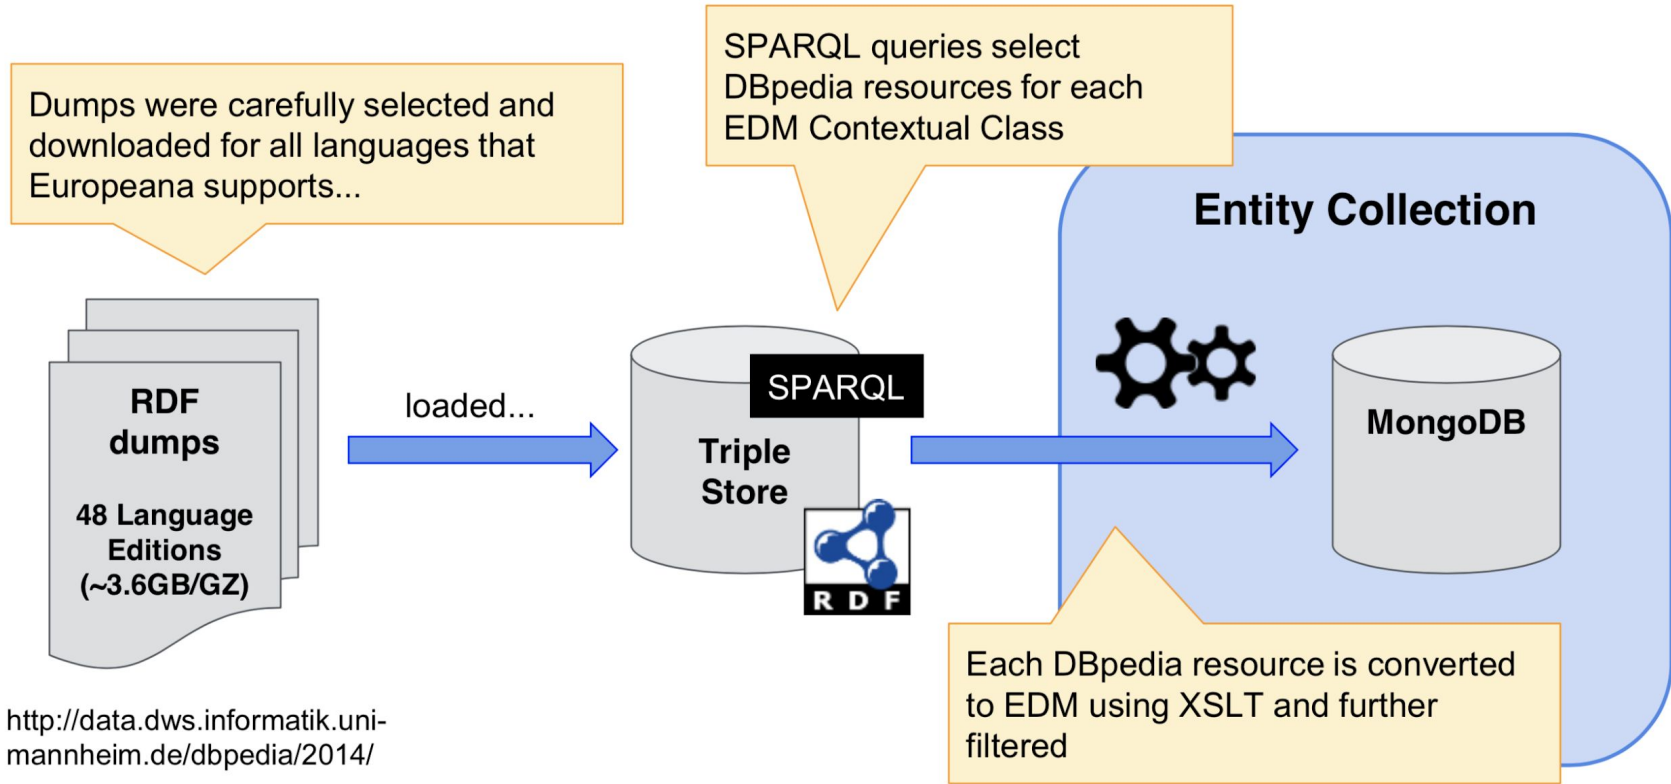 SPARQL queries select
DBpedia resources for each
EDM Contextual Class
Dumps were carefully selected and
downloaded for all languages that
Europeana supports...
Entity Collection
RDF
dumps
48 Language
Editions
(~3.6GB/GZ)
loaded...
SPARQL
Triple
Store
RDF
MongoDB
Each DBpedia resource is converted
to EDM using XSLT and further
filtered
http://data.dws.informatik.uni-
mannheim.de/dbpedia/2014/